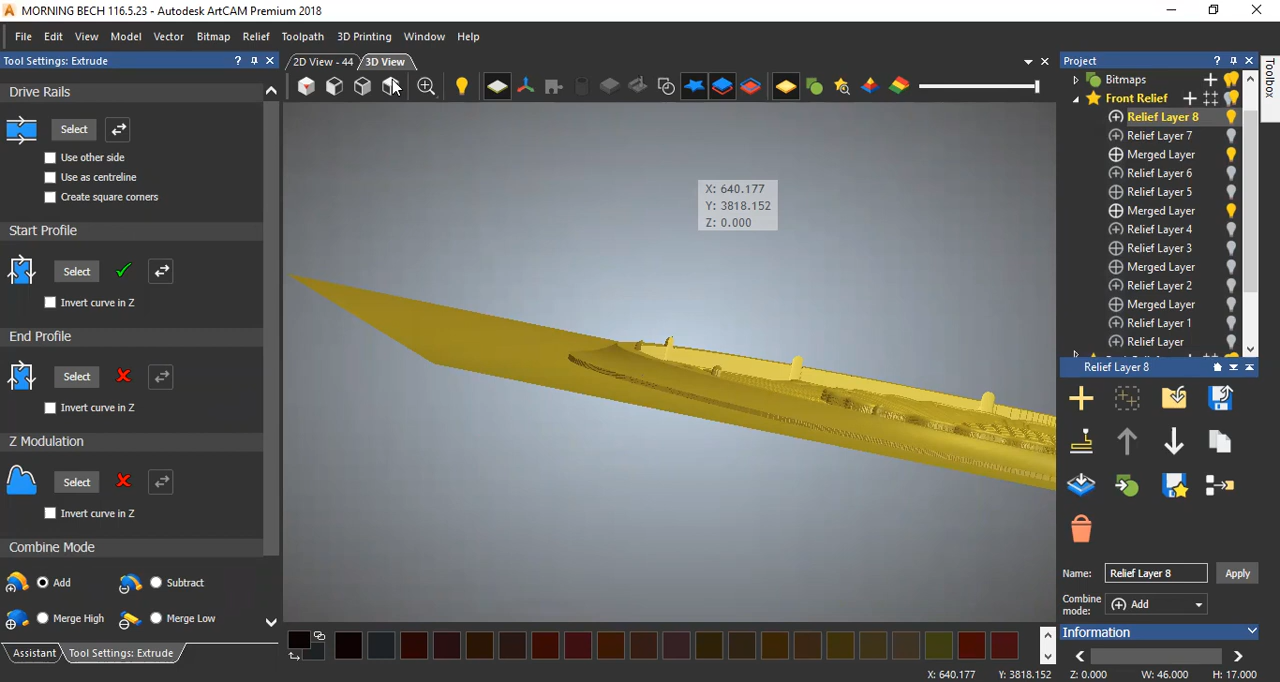 MORNING BECH 116.5.23 - Autodesk ArtCAM Premium 2018
File Edit View Model Vector Bitmap Relief Toolpath 3D Printing Window Help
Tool Settings: Extrude
Drive Rails
Select
Use other side
Use as centreline
Create square corners
Start Profile
Select
Invert curve in Z
End Profile
Select
Invert curve in Z
Z Modulation
Select
Invert curve in Z
Combine Mode
Add Subtract
Merge High Merge Low
Assistant Tool Settings: Extrude
2D View - 44 3D View
X: 640.177
Y: 3818.152
Z: 0.000
Project
Toolbox
Bitmaps
Front Relief
Relief Layer 8
Relief Layer 7
Merged Layer
Relief Layer 6
Relief Layer 5
Merged Layer
Relief Layer 4
Relief Layer 3
Merged Layer
Relief Layer 2
Merged Layer
Relief Layer 1
Relief Layer
Relief Layer 8
Name: Relief Layer 8 Apply
Combine mode: Add
Information
X: 640.177 Y: 3818.152 Z: 0.000 W: 46.000 H: 17.000